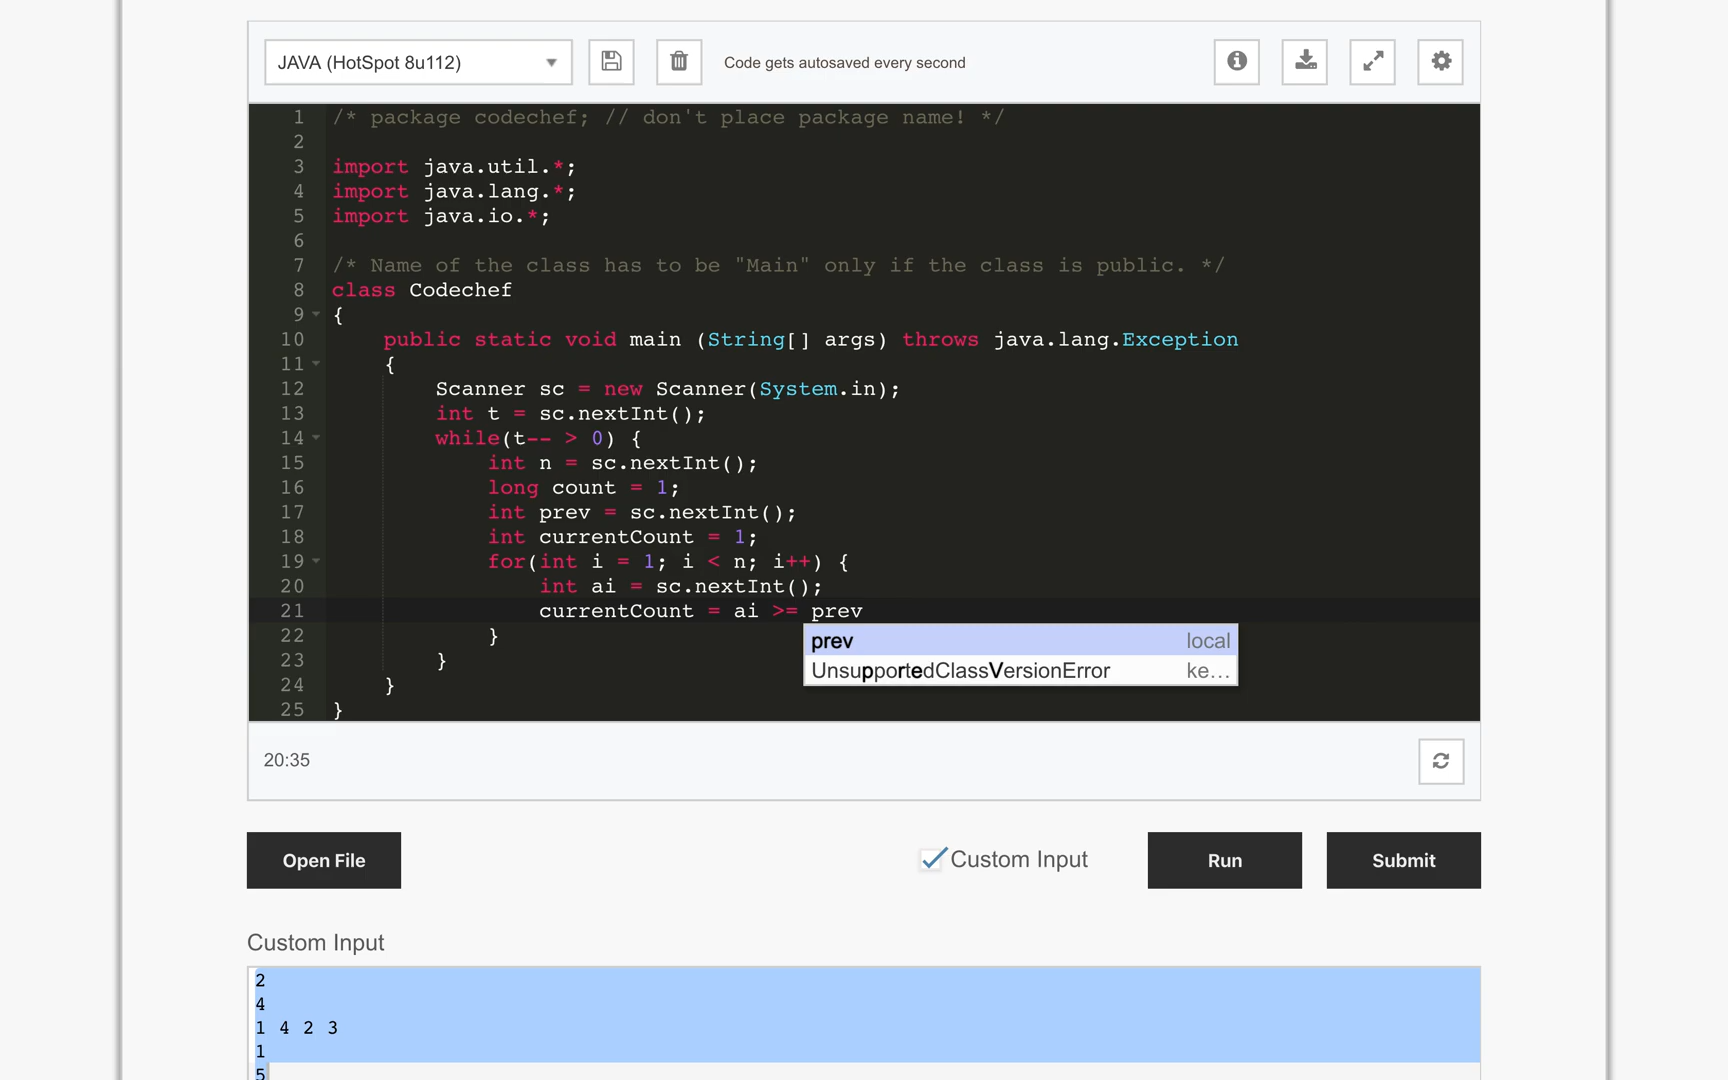 JAVA (HotSpot 8u112)
Code gets autosaved every second
1 /* package codechef; // don't place package name! */
2
3 import java.util.*;
4 import java.lang.*;
5 import java.io.*;
6
7 /* Name of the class has to be "Main" only if the class is public. */
8 class Codechef
9 {
10 public static void main (String[] args) throws java.lang.Exception
11 {
12 Scanner sc = new Scanner(System.in);
13 int t = sc.nextInt();
14 while(t-- > 0) {
15 int n = sc.nextInt();
16 long count = 1;
17 int prev = sc.nextInt();
18 int currentCount = 1;
19 for(int i = 1; i < n; i++) {
20 int ai = sc.nextInt();
21 currentCount = ai >= prev
22 }
prev local
23 }
UnsupportedClassVersionError ke...
24 }
25 }
20:35
Open File
Custom Input
Run
Submit
Custom Input
2
4
1 4 2 3
1
5